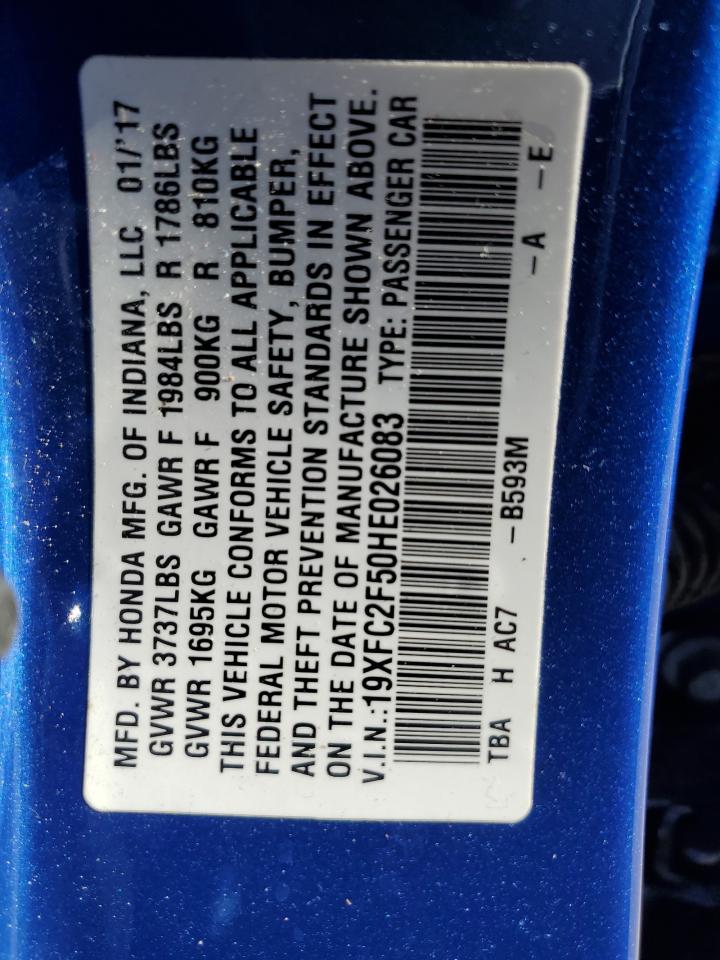 MFD. BY HONDA MFG. OF INDIANA, LLC 01/'17
GVWR 3737LBS GAWR F 1984LBS R 1786LBS
GVWR 1695KG GAWR F 900KG R 810KG
THIS VEHICLE CONFORMS TO ALL APPLICABLE
FEDERAL MOTOR VEHICLE SAFETY, BUMPER,
AND THEFT PREVENTION STANDARDS IN EFFECT
ON THE DATE OF MANUFACTURE SHOWN ABOVE.
V.I.N.:19XFC2F50HE026083 TYPE: PASSENGER CAR
TBA H AC7 –B593M –A –E